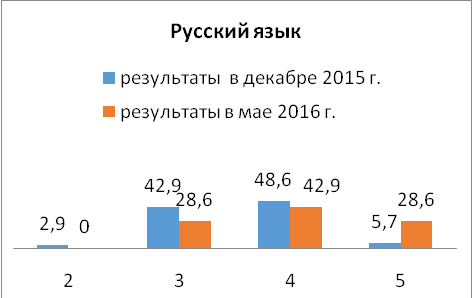 Русский язык
результаты в декабре 2015 г.
результаты в мае 2016 г.
2,9 0 42,9 28,6 48,6 42,9 5,7 28,6
2 3 4 5